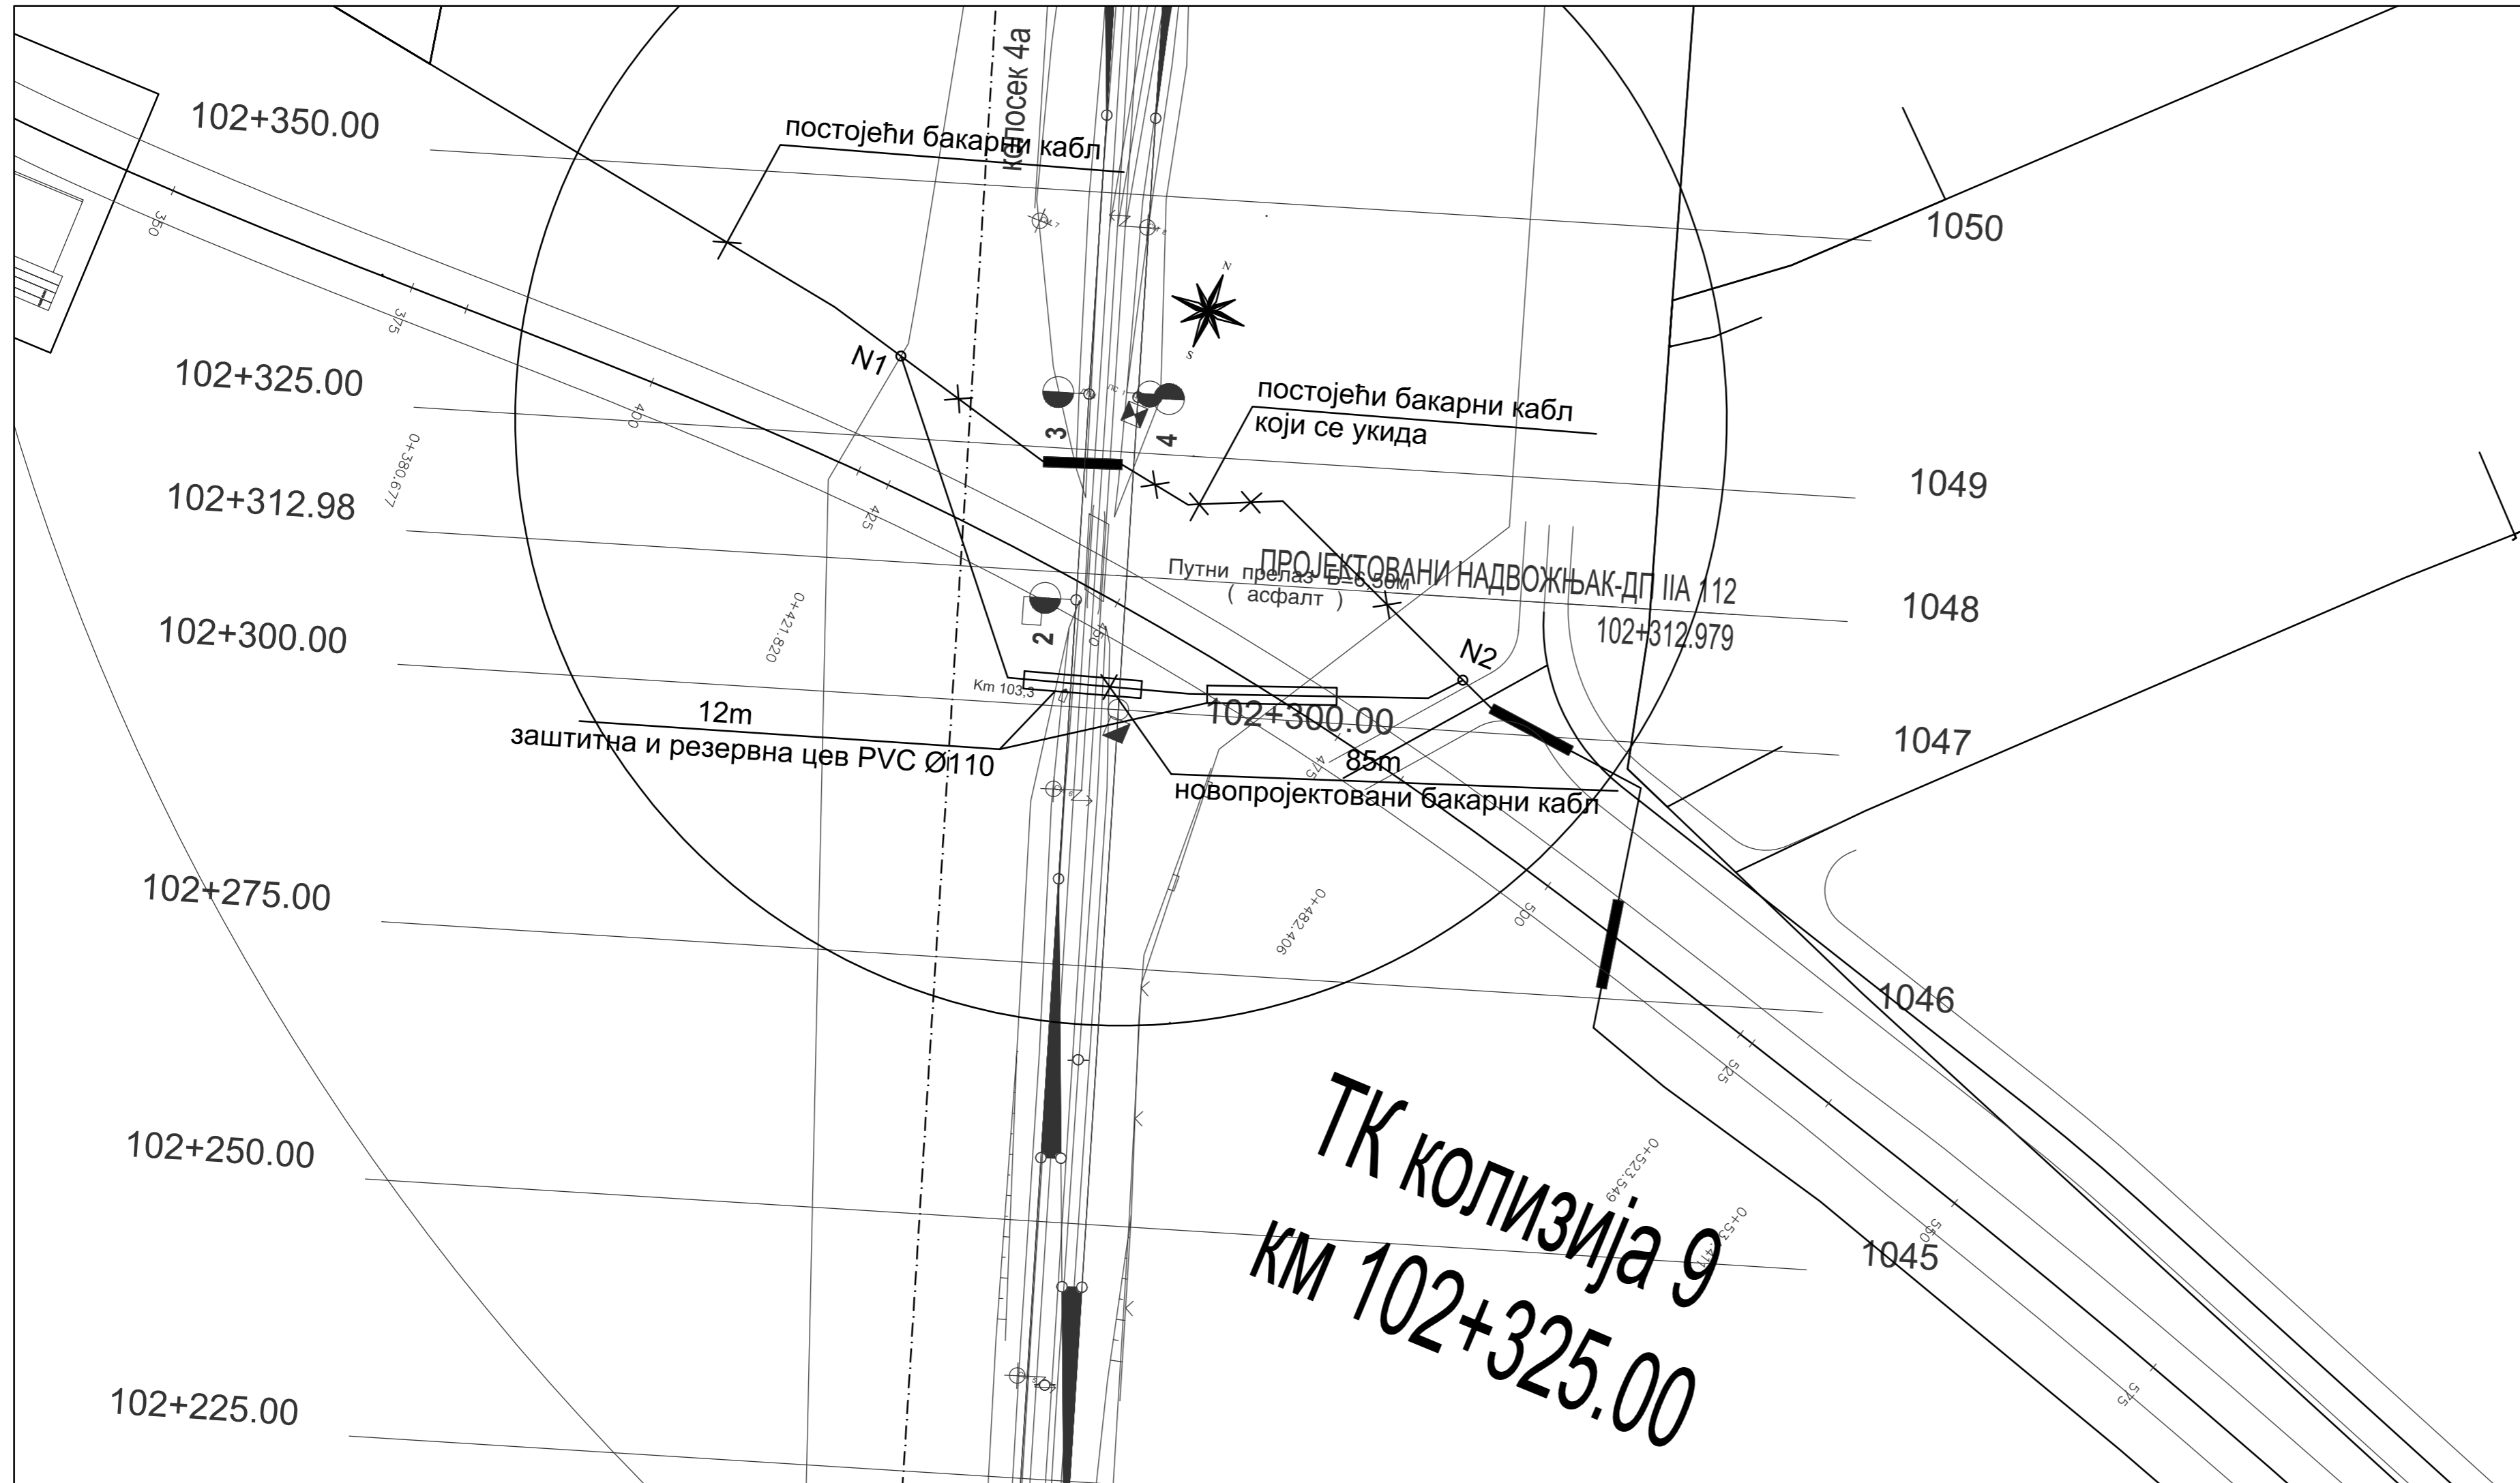 колосек 4а
102+350.00
постојећи бакарни кабл
1050
350
N
S
375
N1
102+325.00
постојећи бакарни кабл
који се укида
400
3
4
0+380.677
1049
102+312.98
425
ПРОЈЕКТОВАНИ НАДВОЖЊАК-ДП IIA 112
102+312.979
Путни прелаз Б=6,50м
( асфалт )
1048
102+300.00
0+421.820
2
450
N2
Km 103,3
12m
заштитна и резервна цев PVC Ø110
102+300.00
1047
475
85m
новопројектовани бакарни кабл
102+275.00
0+482.406
500
1046
525
102+250.00
ТК колизија 9
км 102+325.00
0+523.549
550
1045
102+225.00
575